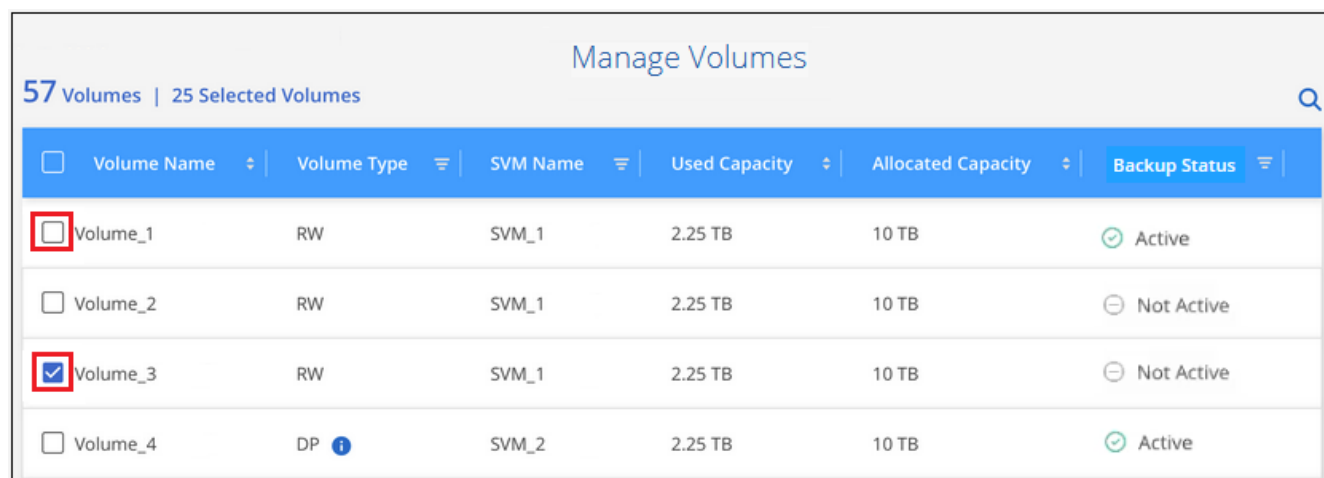 Manage Volumes
57 Volumes | 25 Selected Volumes
Volume Name Volume Type SVM Name Used Capacity Allocated Capacity Backup Status
Volume_1 RW SVM_1 2.25 TB 10 TB Active
Volume_2 RW SVM_1 2.25 TB 10 TB Not Active
Volume_3 RW SVM_1 2.25 TB 10 TB Not Active
Volume_4 DP i SVM_2 2.25 TB 10 TB Active